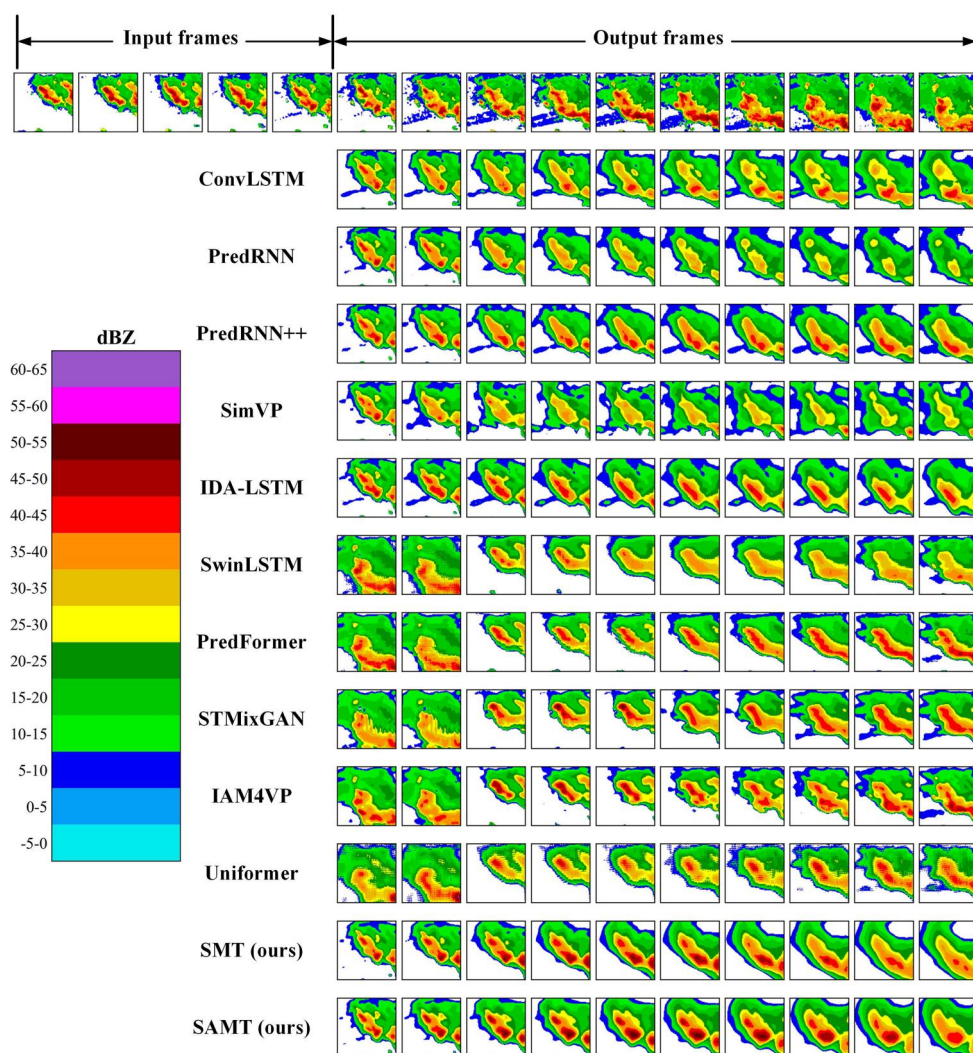 Input frames
Output frames
ConvLSTM
PredRNN
PredRNN++
dBZ
60-65
55-60
50-55
45-50
40-45
35-40
30-35
25-30
20-25
15-20
10-15
5-10
0-5
-5-0
SimVP
IDA-LSTM
SwinLSTM
PredFormer
STMixGAN
IAM4VP
Uniformer
SMT (ours)
SAMT (ours)